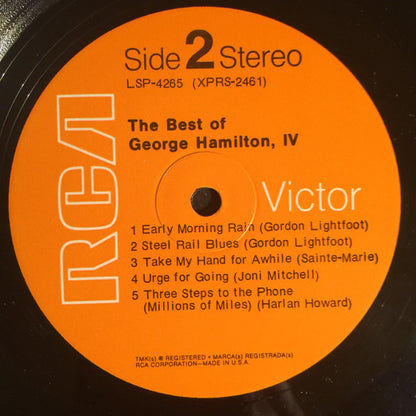 Side 2 Stereo
LSP-4265 (XPRS-2461)
The Best of
George Hamilton, IV
RCA
Victor
1 Early Morning Rain (Gordon Lightfoot)
2 Steel Rail Blues (Gordon Lightfoot)
3 Take My Hand for Awhile (Sainte-Marie)
4 Urge for Going (Joni Mitchell)
5 Three Steps to the Phone
(Millions of Miles) (Harlan Howard)
TMK(s) ® REGISTERED • MARCA(s) REGISTRADA(s)
RCA CORPORATION—MADE IN U.S.A.